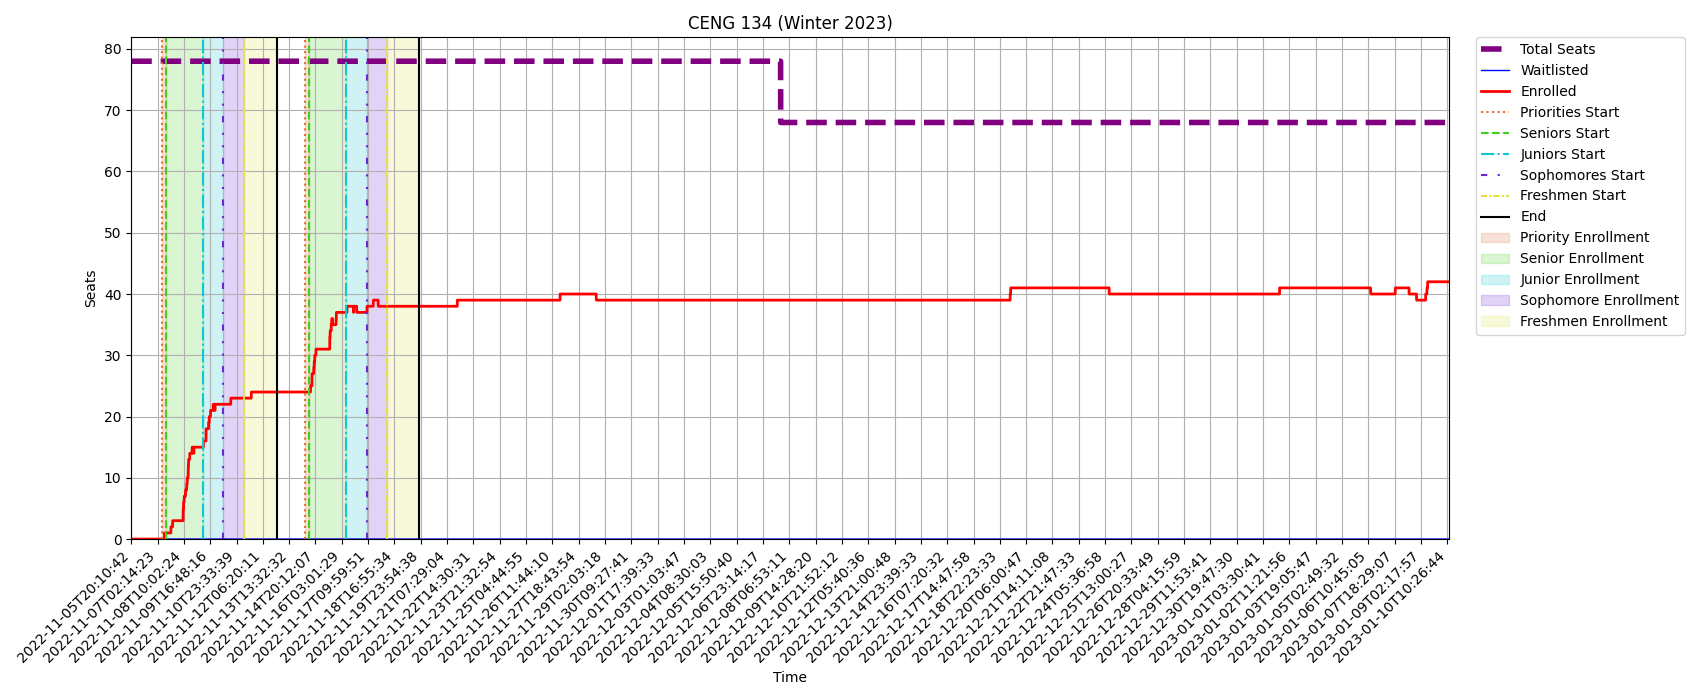 CENG 134 (Winter 2023)
80
70
60
50
40
30
20
10
0
Seats
2022-11-05T20:10:42
2022-11-07T02:14:23
2022-11-08T10:02:24
2022-11-09T16:48:16
2022-11-10T23:33:39
2022-11-12T06:20:11
2022-11-13T13:32:32
2022-11-14T20:12:07
2022-11-16T03:01:29
2022-11-17T09:59:51
2022-11-18T16:55:34
2022-11-19T23:54:38
2022-11-21T07:29:04
2022-11-22T14:30:31
2022-11-23T21:32:54
2022-11-25T04:44:55
2022-11-26T11:44:10
2022-11-27T18:43:54
2022-11-29T02:03:18
2022-11-30T09:27:41
2022-12-01T17:39:33
2022-12-03T01:03:47
2022-12-04T08:30:03
2022-12-05T15:50:40
2022-12-06T23:14:17
2022-12-08T06:53:11
2022-12-09T14:28:20
2022-12-10T21:52:12
2022-12-12T05:40:36
2022-12-13T21:00:48
2022-12-14T23:39:33
2022-12-16T07:20:32
2022-12-17T14:47:58
2022-12-18T22:23:33
2022-12-20T06:00:47
2022-12-21T14:11:08
2022-12-22T21:47:33
2022-12-24T05:36:58
2022-12-25T13:00:27
2022-12-26T20:33:49
2022-12-28T04:15:59
2022-12-29T11:53:41
2022-12-30T19:47:30
2023-01-01T03:30:41
2023-01-02T11:21:56
2023-01-03T19:05:47
2023-01-05T02:49:32
2023-01-06T10:45:05
2023-01-07T18:29:07
2023-01-09T02:17:57
2023-01-10T10:26:44
Time
Total Seats
Waitlisted
Enrolled
Priorities Start
Seniors Start
Juniors Start
Sophomores Start
Freshmen Start
End
Priority Enrollment
Senior Enrollment
Junior Enrollment
Sophomore Enrollment
Freshmen Enrollment